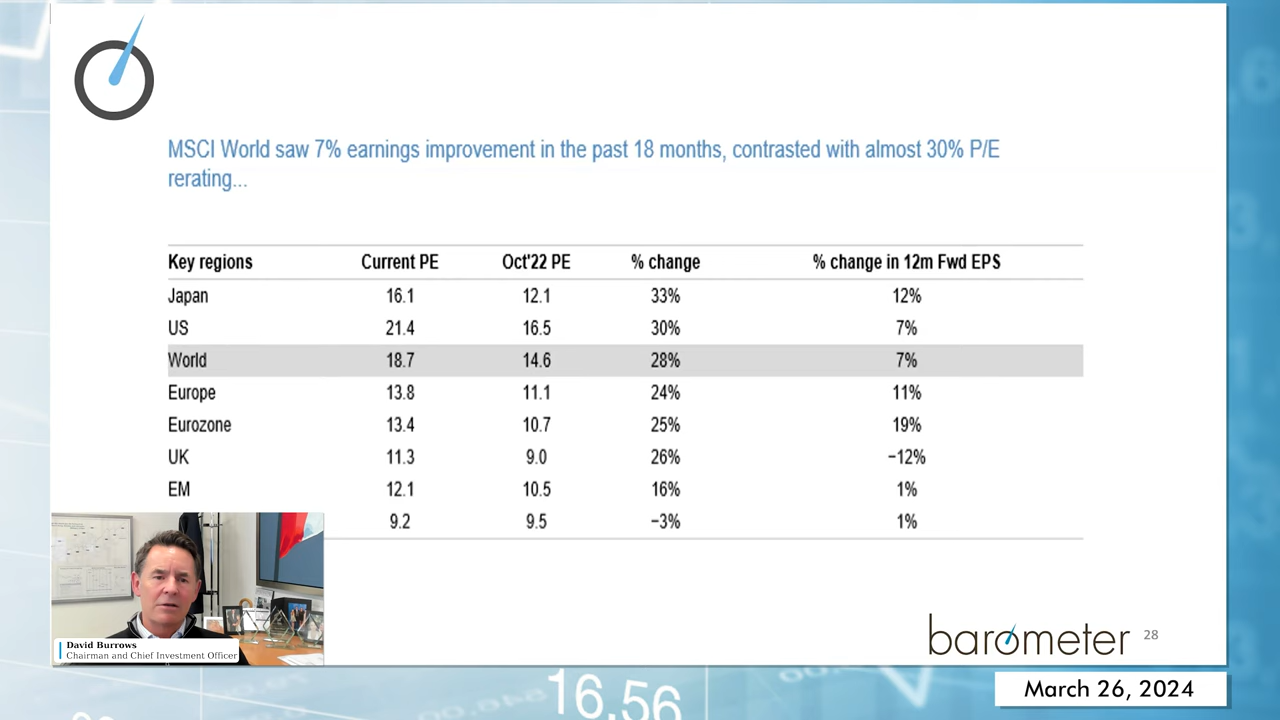 MSCI World saw 7% earnings improvement in the past 18 months, contrasted with almost 30% P/E
rerating...
Key regions Current PE Oct'22 PE % change % change in 12m Fwd EPS
Japan 16.1 12.1 33% 12%
US 21.4 16.5 30% 7%
World 18.7 14.6 28% 7%
Europe 13.8 11.1 24% 11%
Eurozone 13.4 10.7 25% 19%
UK 11.3 9.0 26% −12%
EM 12.1 10.5 16% 1%
9.2 9.5 −3% 1%
David Burrows
Chairman and Chief Investment Officer
barometer 28
March 26, 2024
16.56